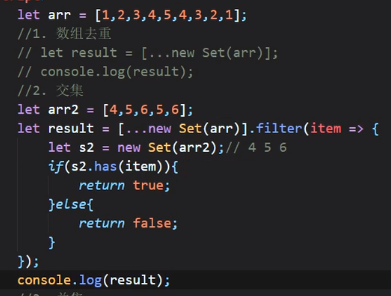 let arr = [1,2,3,4,5,4,3,2,1];
//1. 数组去重
// let result = [...new Set(arr)];
// console.log(result);
//2. 交集
let arr2 = [4,5,6,5,6];
let result = [...new Set(arr)].filter(item => {
let s2 = new Set(arr2);// 4 5 6
if(s2.has(item)){
return true;
}else{
return false;
}
});
console.log(result);